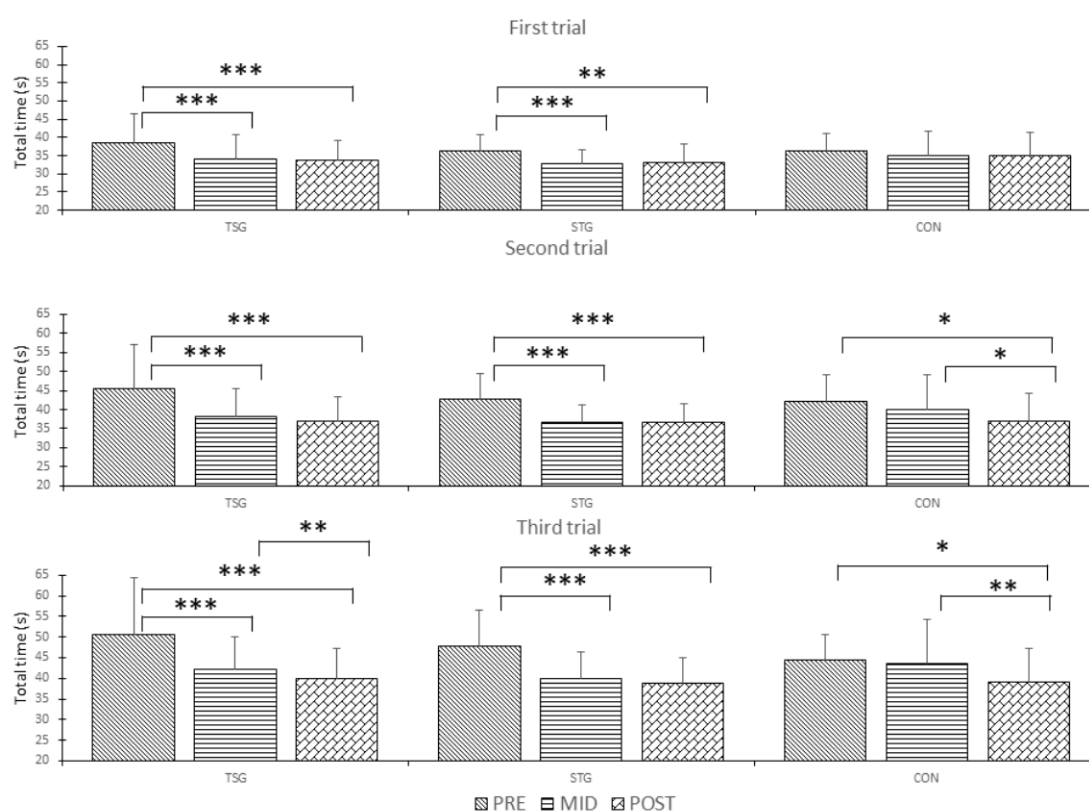 First trial
Total time (s)
65
60
55
50
45
40
35
30
25
20
***
***
**
***
TSG
STG
CON
Second trial
Total time (s)
65
60
55
50
45
40
35
30
25
20
***
***
***
***
*
*
TSG
STG
CON
Third trial
Total time (s)
65
60
55
50
45
40
35
30
25
20
**
***
***
***
***
*
**
TSG
STG
CON
PRE MID POST